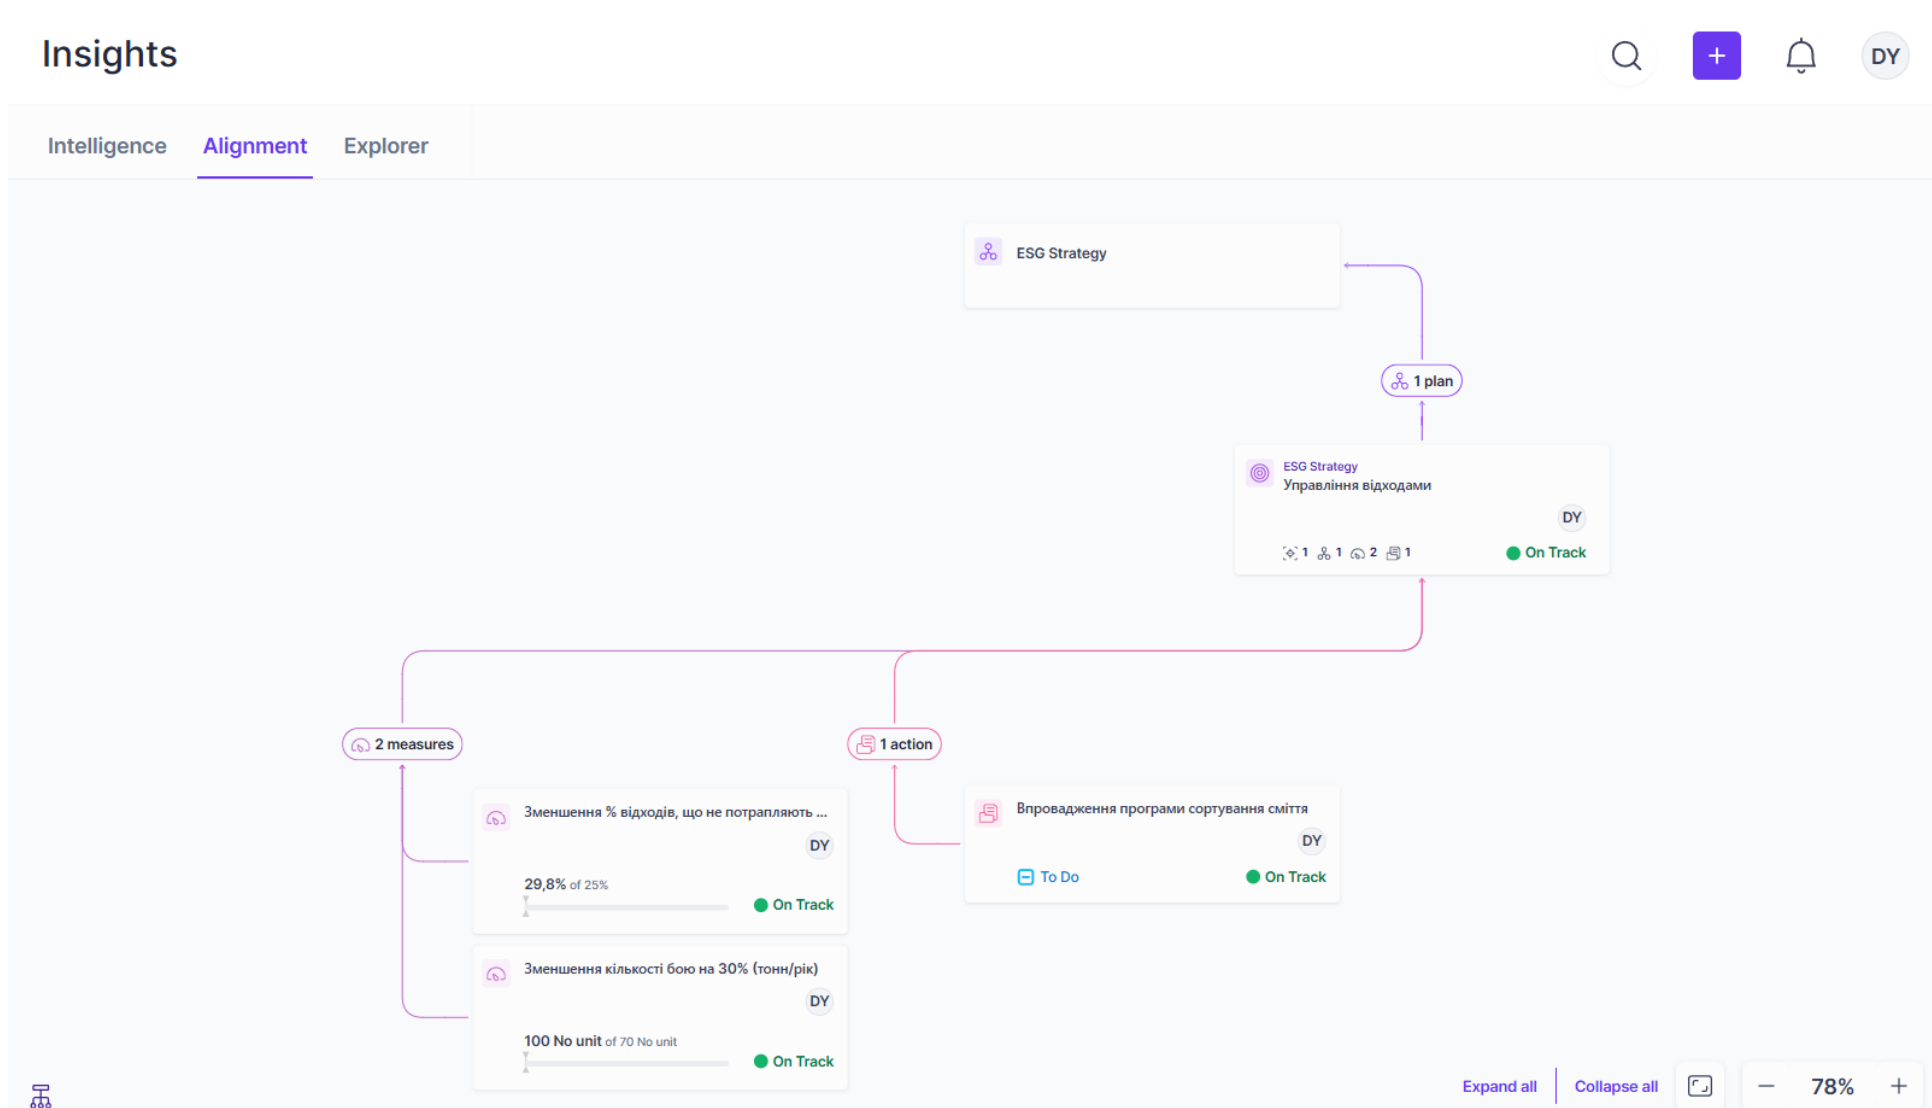 Insights
DY
Intelligence
Alignment
Explorer
ESG Strategy
1 plan
ESG Strategy
Управління відходами
DY
1 1 2 1
On Track
2 measures
1 action
Зменшення % відходів, що не потрапляють ...
DY
29,8% of 25%
On Track
Впровадження програми сортування сміття
DY
To Do
On Track
Зменшення кількості бою на 30% (тонн/рік)
DY
100 No unit of 70 No unit
On Track
Expand all
Collapse all
78%